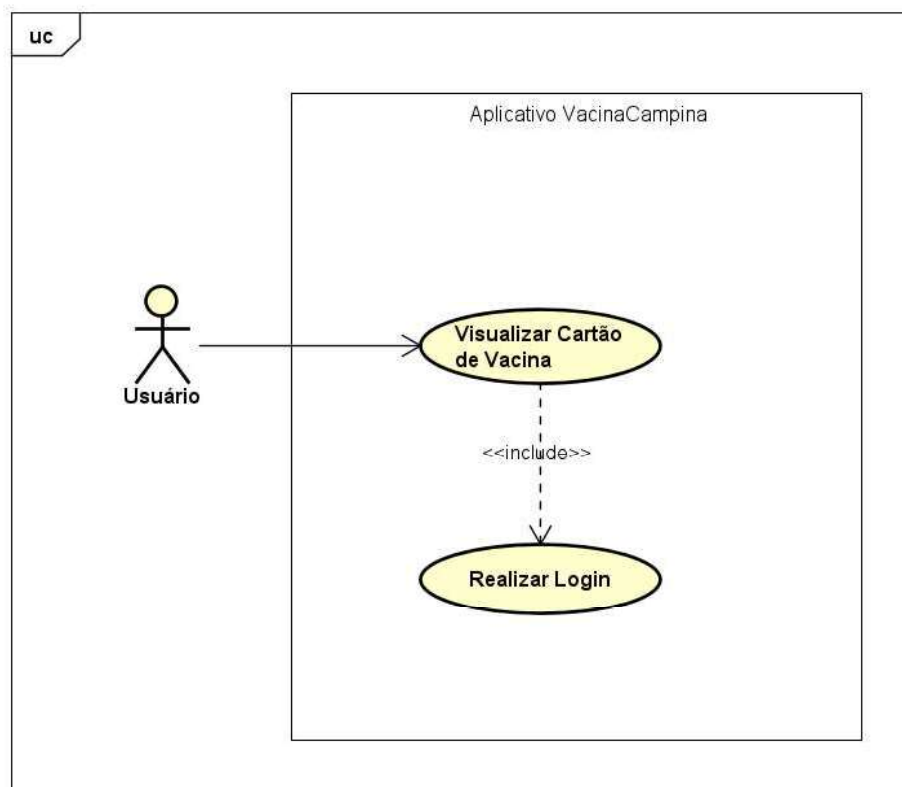 uc
Aplicativo VacinaCampina
Visualizar Cartão
de Vacina
Usuário
<<include>>
Realizar Login